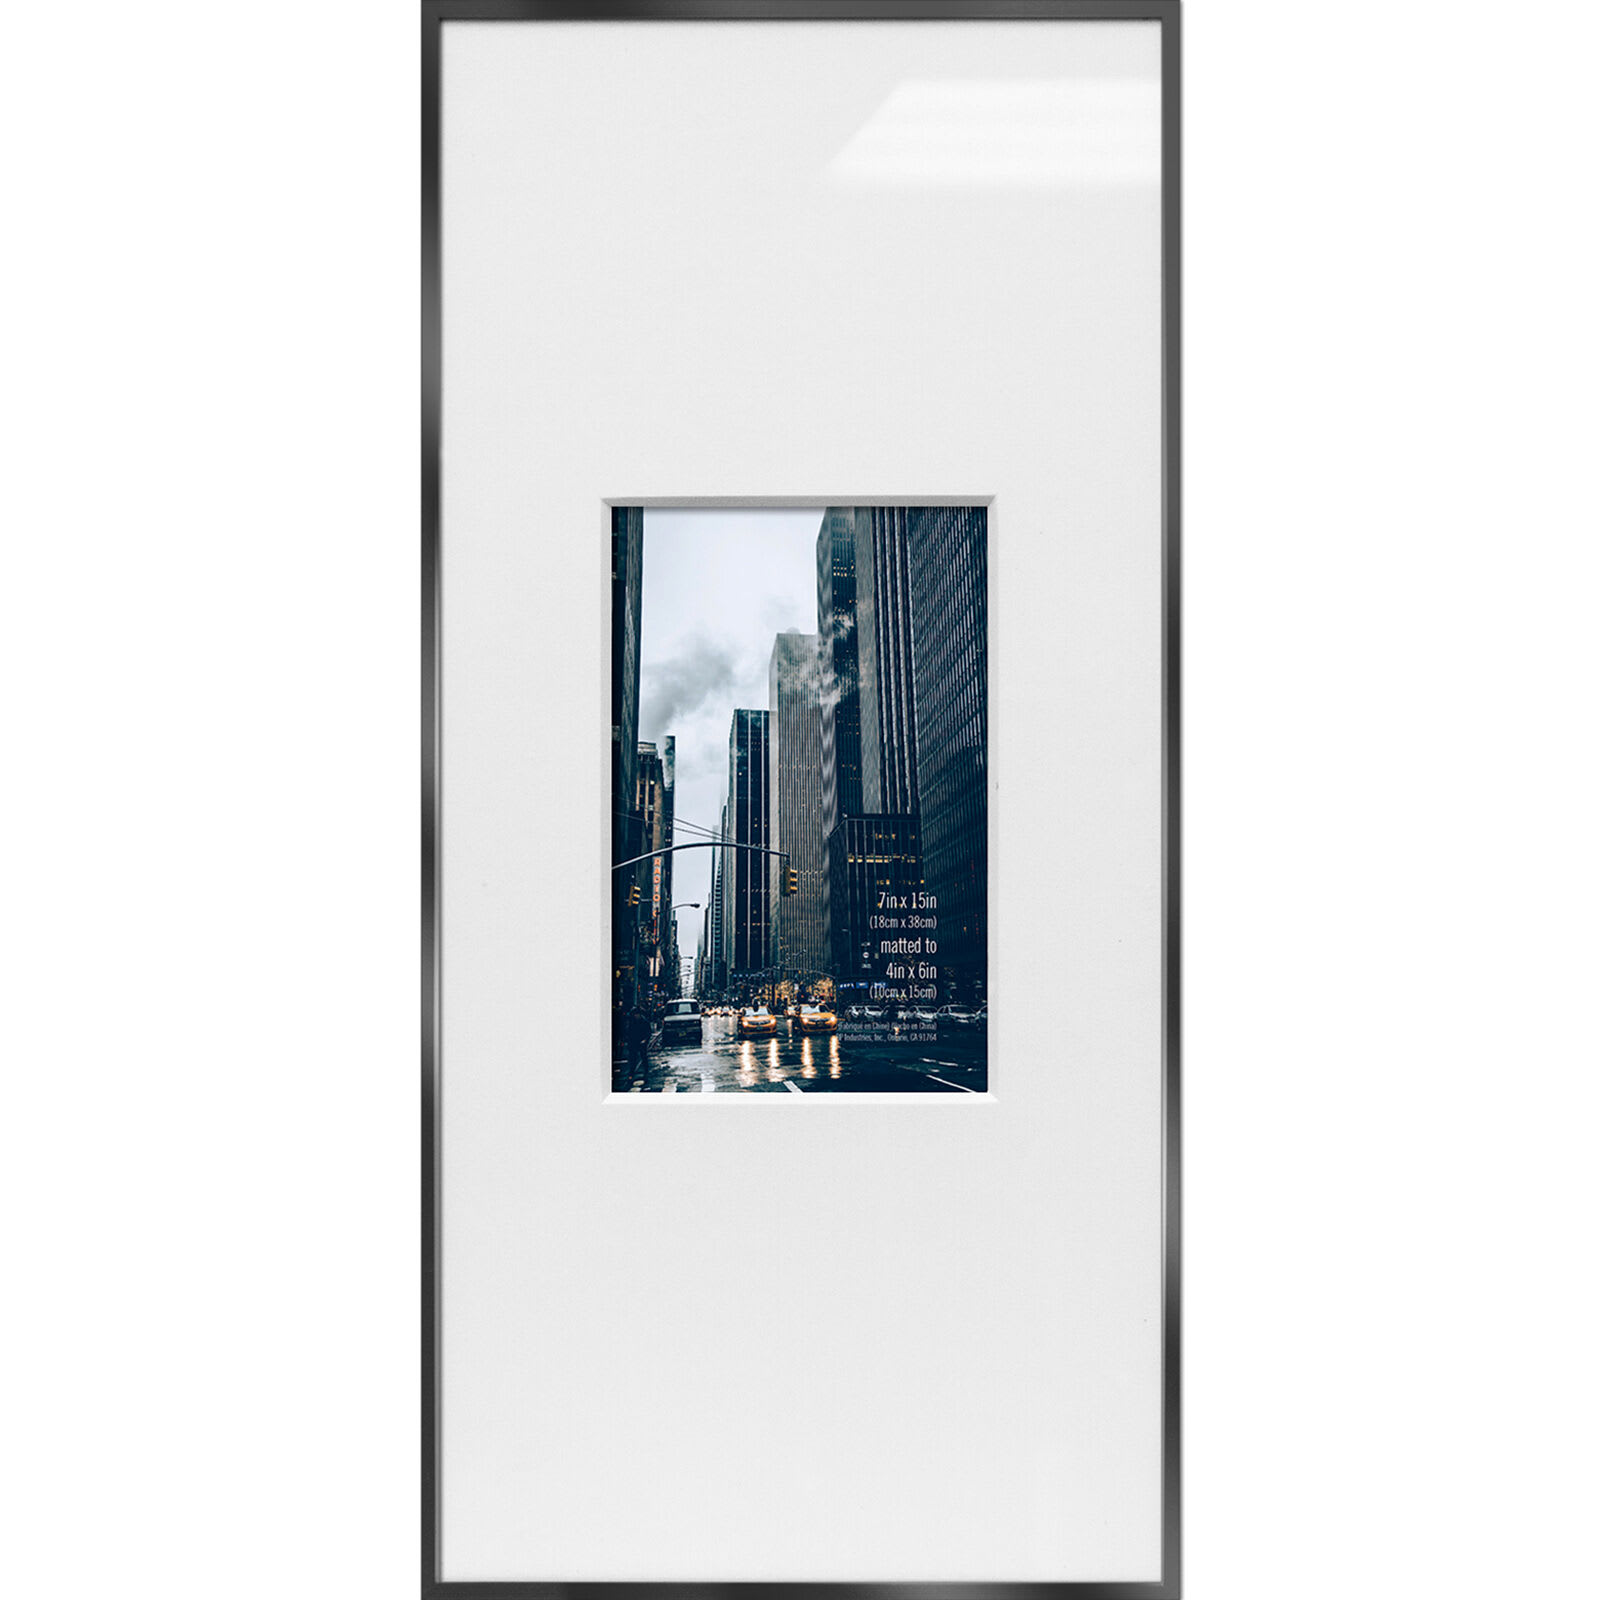 RADIO C
7in x 15in
(18cm x 38cm)
matted to
4in x 6in
(10cm x 15cm)
(Fabriqué en Chine) (Hecho en China)
Industries, Inc., Ontario, CA 91764